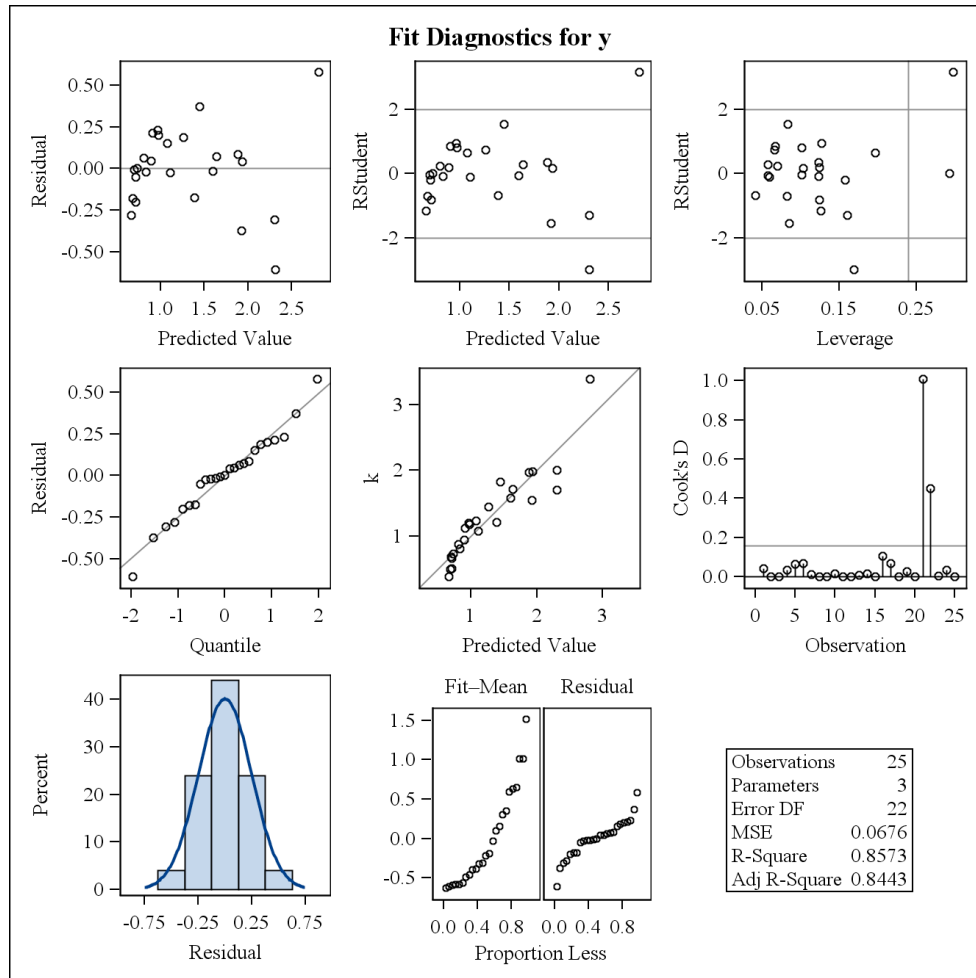 Fit Diagnostics for y
Residual
0.50
0.25
0.00
-0.25
-0.50
1.0 1.5 2.0 2.5
Predicted Value
RStudent
2
0
-2
1.0 1.5 2.0 2.5
Predicted Value
RStudent
2
0
-2
0.05 0.15 0.25
Leverage
Residual
0.50
0.25
0.00
-0.25
-0.50
-2 -1 0 1 2
Quantile
k
3
2
1
1 2 3
Predicted Value
Cook's D
1.0
0.8
0.6
0.4
0.2
0.0
0 5 10 15 20 25
Observation
Percent
40
30
20
10
0
-0.75 -0.25 0.25 0.75
Residual
Fit–Mean Residual
1.5
1.0
0.5
0.0
-0.5
0.0 0.4 0.8 0.0 0.4 0.8
Proportion Less
Observations 25
Parameters 3
Error DF 22
MSE 0.0676
R-Square 0.8573
Adj R-Square 0.8443